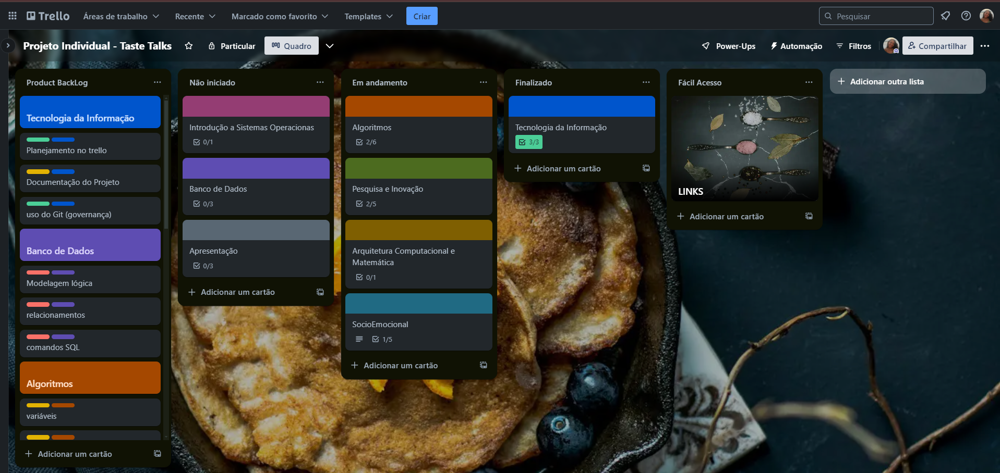 Trello
Áreas de trabalho
Recente
Marcado como favorito
Templates
Criar
Pesquisar
Projeto Individual - Taste Talks
Particular
Quadro
Power-Ups
Automação
Filtros
Compartilhar
Product BackLog
Tecnologia da Informação
Planejamento no trello
Documentação do Projeto
uso do Git (governança)
Banco de Dados
Modelagem lógica
relacionamentos
comandos SQL
Algoritmos
variáveis
Adicionar um cartão
Não iniciado
Introdução a Sistemas Operacionas
0/1
Banco de Dados
0/3
Apresentação
0/3
Adicionar um cartão
Em andamento
Algoritmos
2/6
Pesquisa e Inovação
2/5
Arquitetura Computacional e
Matemática
0/1
SocioEmocional
1/5
Adicionar um cartão
Finalizado
Tecnologia da Informação
3/3
Adicionar um cartão
Fácil Acesso
LINKS
Adicionar um cartão
Adicionar outra lista